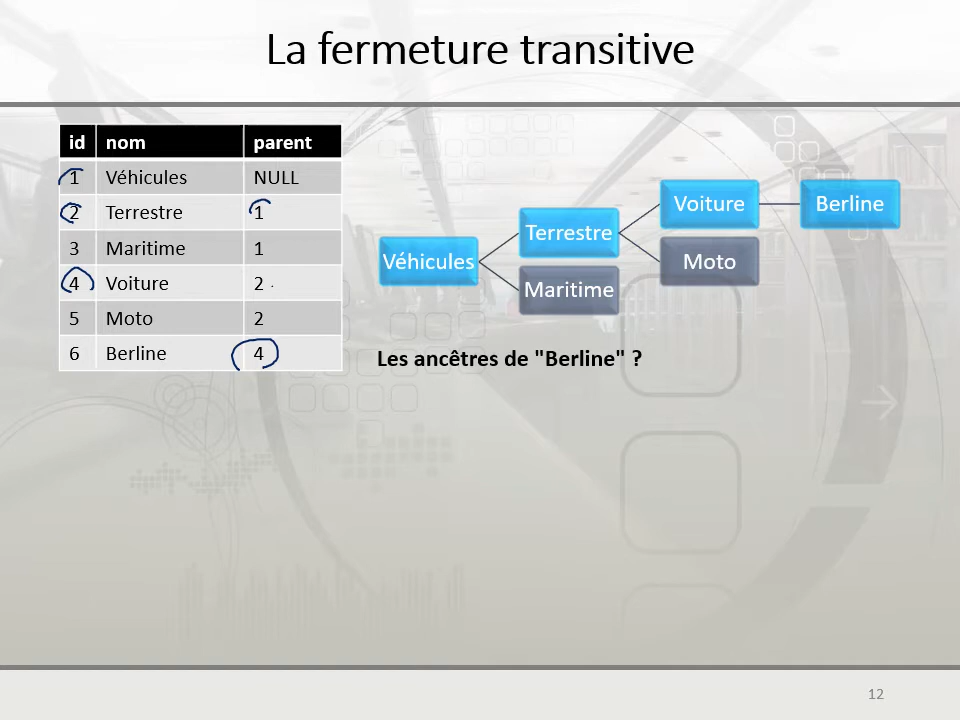 La fermeture transitive
id nom parent
1 Véhicules NULL
2 Terrestre 1
3 Maritime 1
4 Voiture 2
5 Moto 2
6 Berline 4
Véhicules
Terrestre
Maritime
Voiture
Moto
Berline
Les ancêtres de "Berline" ?
12